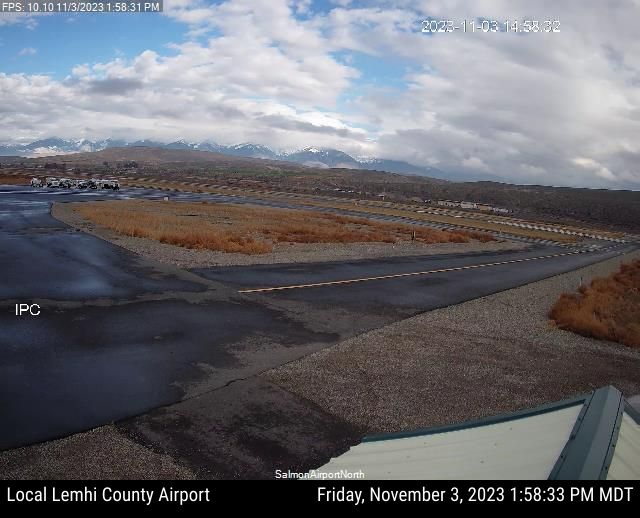 FPS: 10.10 11/3/2023 1:58:31 PM
2023-11-03 14:58:32
IPC
SalmonAirportNorth
Local Lemhi County Airport
Friday, November 3, 2023 1:58:33 PM MDT